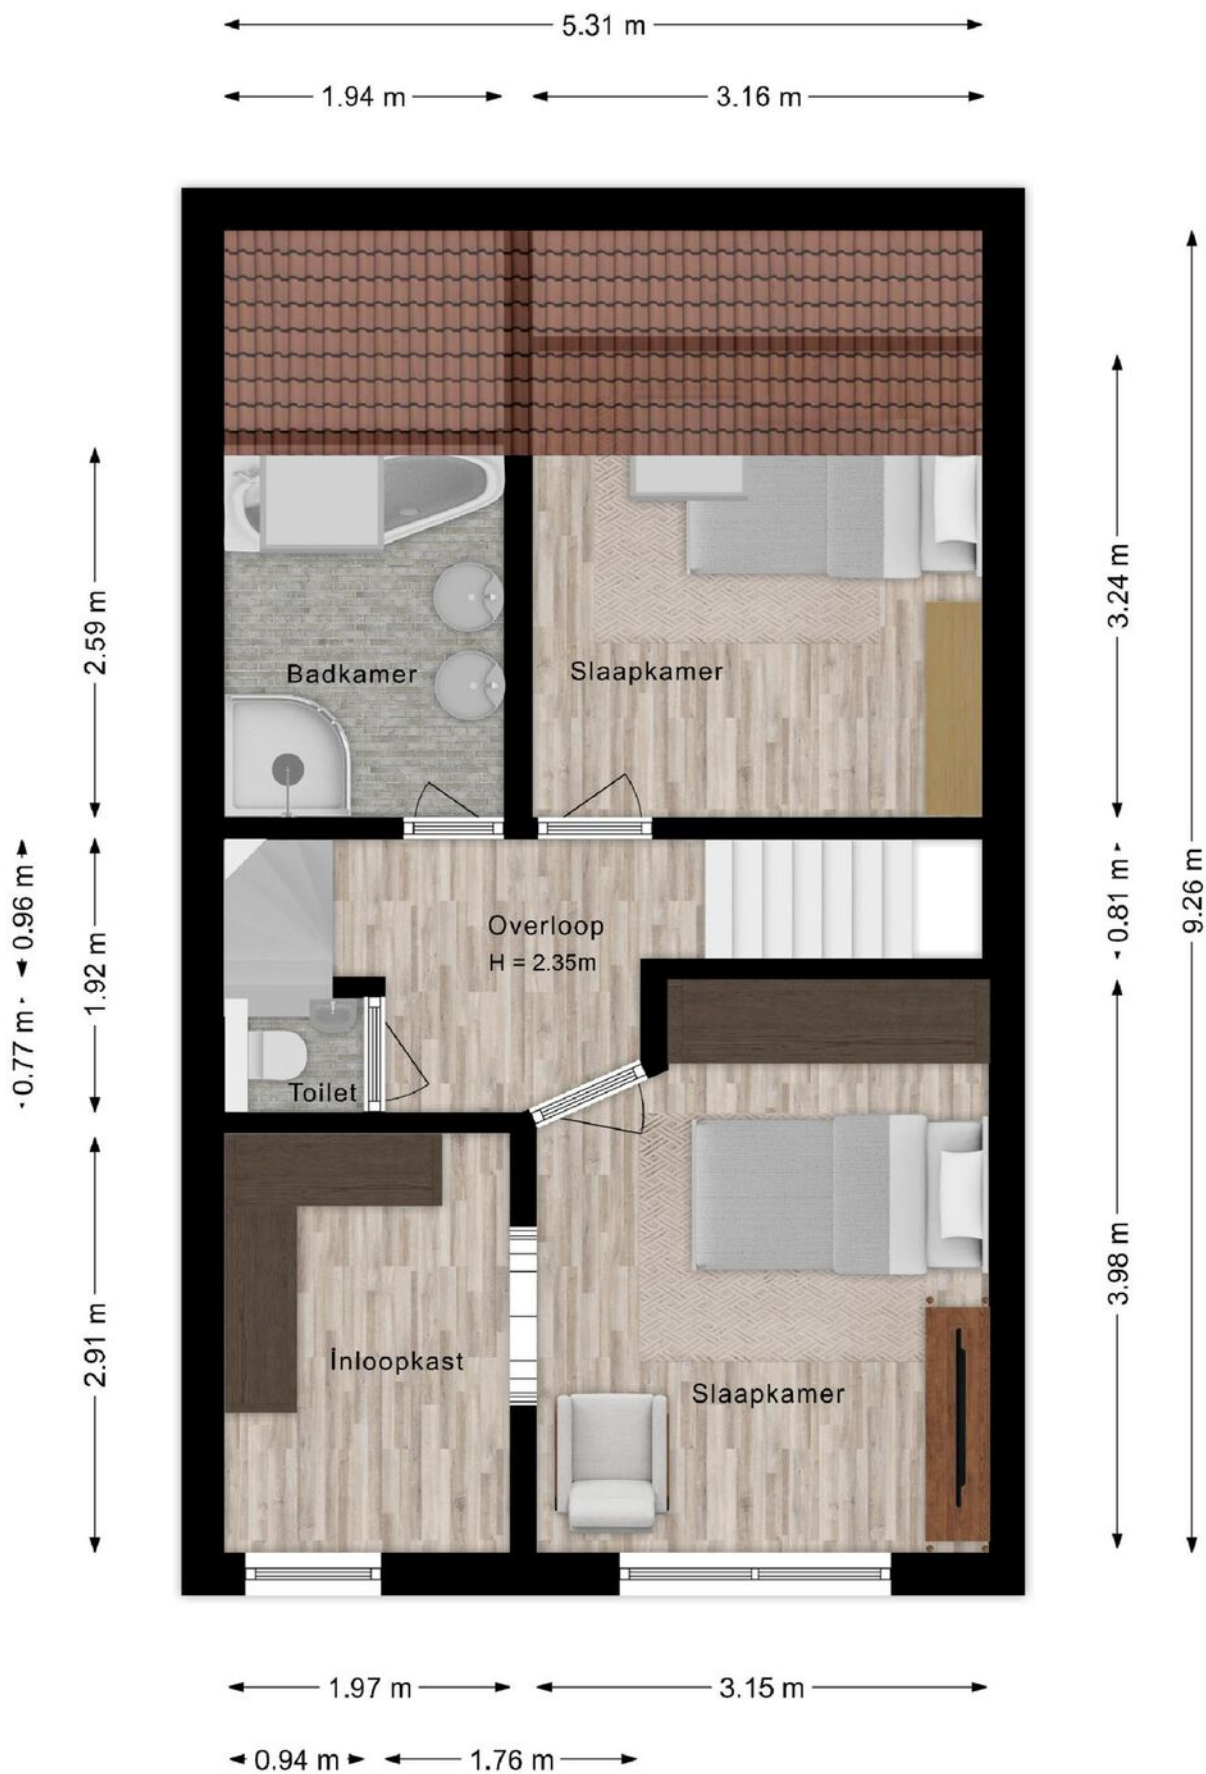 5.31 m
1.94 m
3.16 m
2.59 m
3.24 m
Badkamer
Slaapkamer
9.26 m
0.96 m
0.81 m
1.92 m
Overloop
H = 2.35m
0.77 m
Toilet
3.98 m
2.91 m
İnloopkast
Slaapkamer
1.97 m
3.15 m
0.94 m
1.76 m